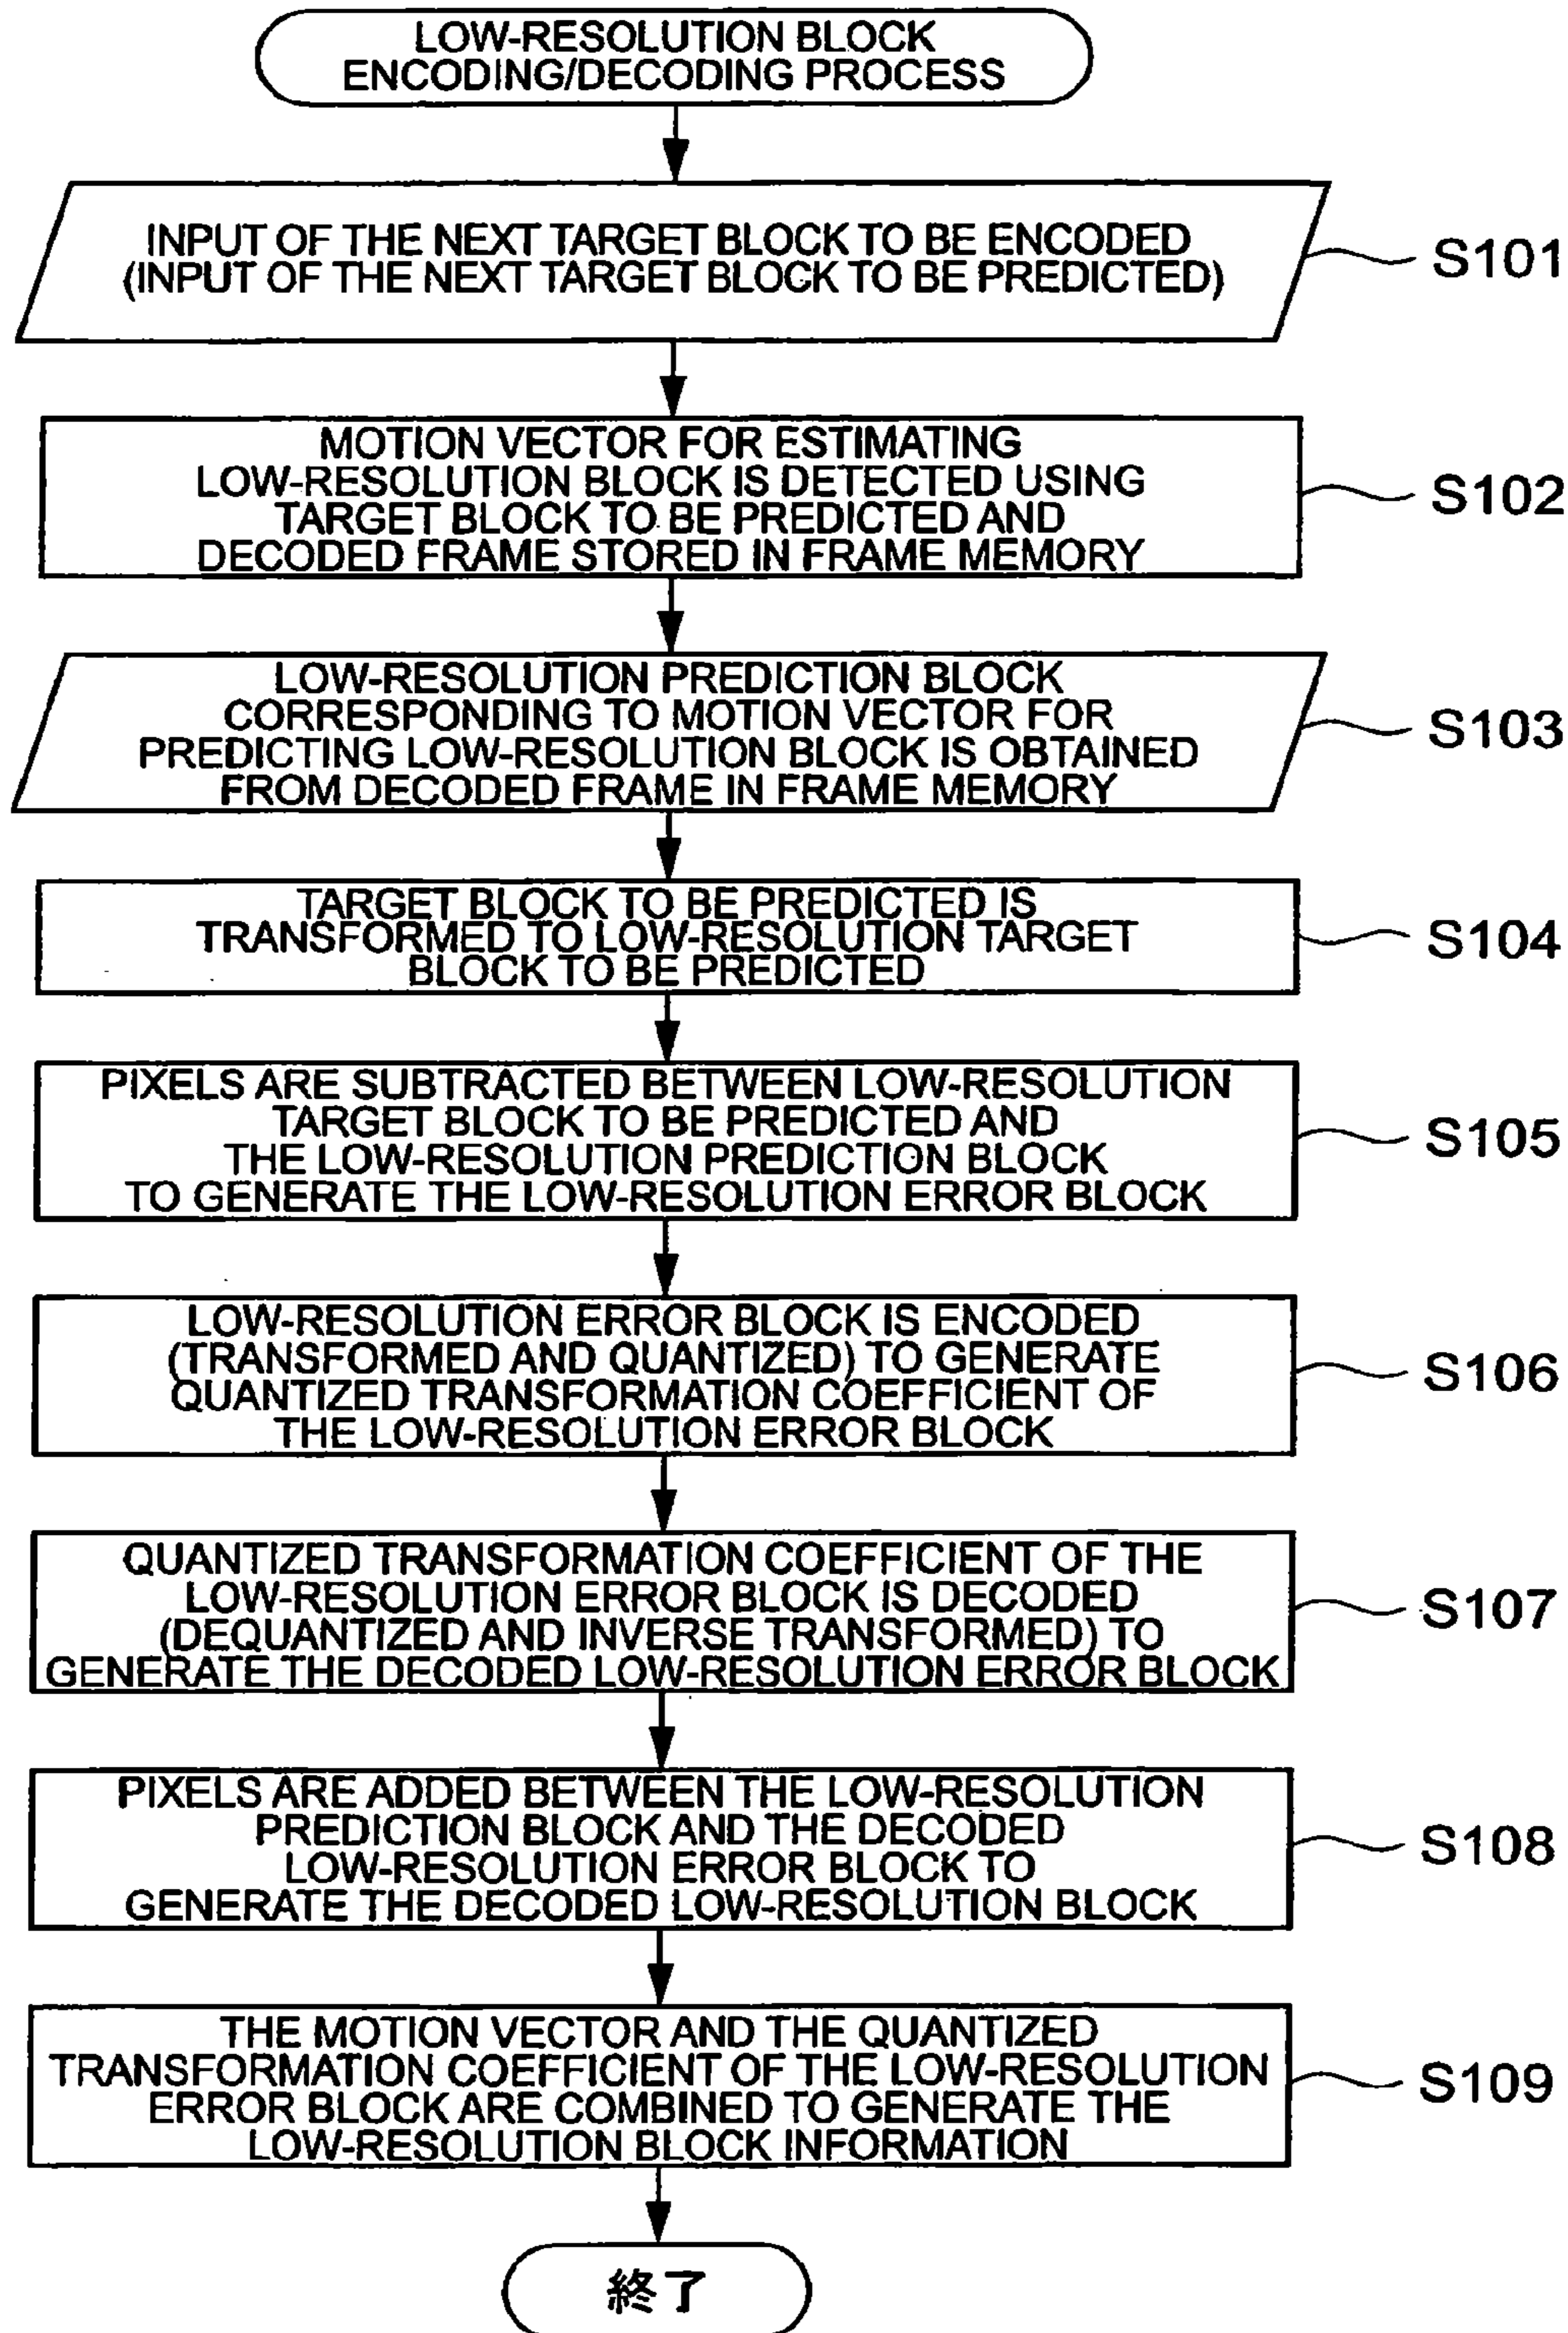 LOW-RESOLUTION BLOCK
ENCODING/DECODING PROCESS
INPUT OF THE NEXT TARGET BLOCK TO BE ENCODED
(INPUT OF THE NEXT TARGET BLOCK TO BE PREDICTED)
S101
MOTION VECTOR FOR ESTIMATING
LOW-RESOLUTION BLOCK IS DETECTED USING
TARGET BLOCK TO BE PREDICTED AND
DECODED FRAME STORED IN FRAME MEMORY
S102
LOW-RESOLUTION PREDICTION BLOCK
CORRESPONDING TO MOTION VECTOR FOR
PREDICTING LOW-RESOLUTION BLOCK IS OBTAINED
FROM DECODED FRAME IN FRAME MEMORY
S103
TARGET BLOCK TO BE PREDICTED IS
TRANSFORMED TO LOW-RESOLUTION TARGET
BLOCK TO BE PREDICTED
S104
PIXELS ARE SUBTRACTED BETWEEN LOW-RESOLUTION
TARGET BLOCK TO BE PREDICTED AND
THE LOW-RESOLUTION PREDICTION BLOCK
TO GENERATE THE LOW-RESOLUTION ERROR BLOCK
S105
LOW-RESOLUTION ERROR BLOCK IS ENCODED
(TRANSFORMED AND QUANTIZED) TO GENERATE
QUANTIZED TRANSFORMATION COEFFICIENT OF
THE LOW-RESOLUTION ERROR BLOCK
S106
QUANTIZED TRANSFORMATION COEFFICIENT OF THE
LOW-RESOLUTION ERROR BLOCK IS DECODED
(DEQUANTIZED AND INVERSE TRANSFORMED) TO
GENERATE THE DECODED LOW-RESOLUTION ERROR BLOCK
S107
PIXELS ARE ADDED BETWEEN THE LOW-RESOLUTION
PREDICTION BLOCK AND THE DECODED
LOW-RESOLUTION ERROR BLOCK TO
GENERATE THE DECODED LOW-RESOLUTION BLOCK
S108
THE MOTION VECTOR AND THE QUANTIZED
TRANSFORMATION COEFFICIENT OF THE LOW-RESOLUTION
ERROR BLOCK ARE COMBINED TO GENERATE THE
LOW-RESOLUTION BLOCK INFORMATION
S109
終了